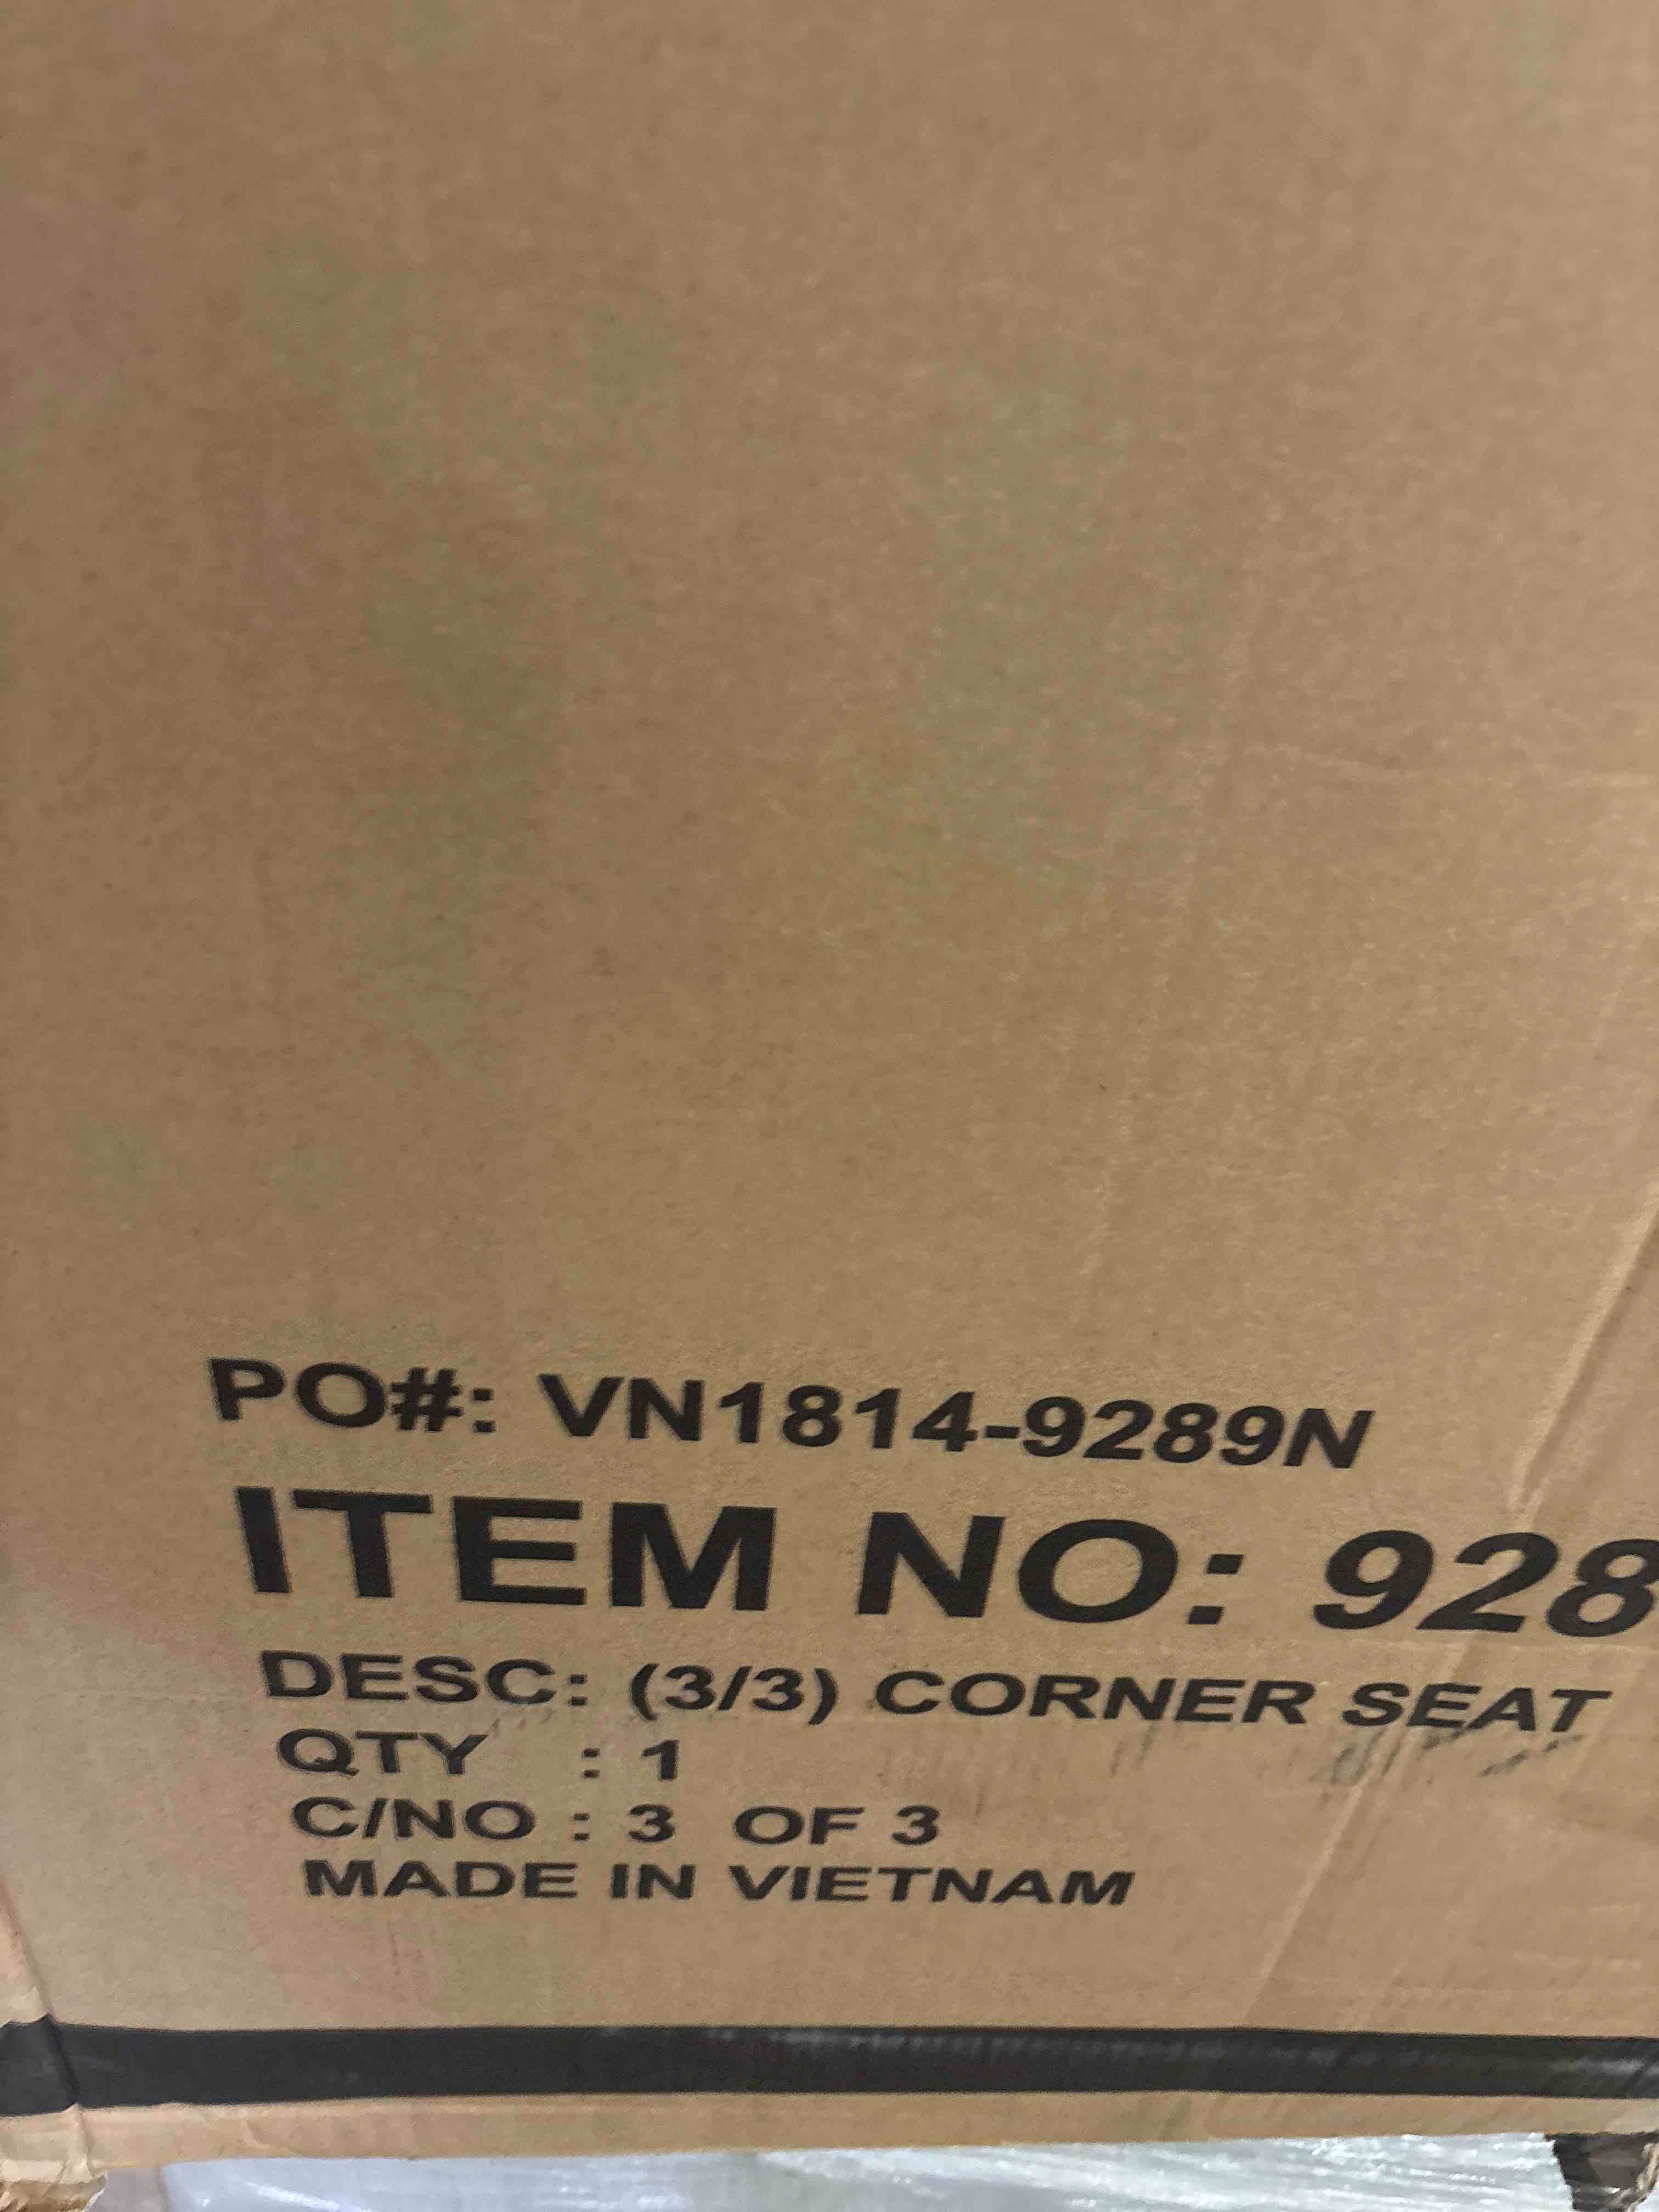 PO#: VN1814-9289N
ITEM NO: 928
DESC: (3/3) CORNER SEAT
QTY : 1
C/NO : 3 OF 3
MADE IN VIETNAM